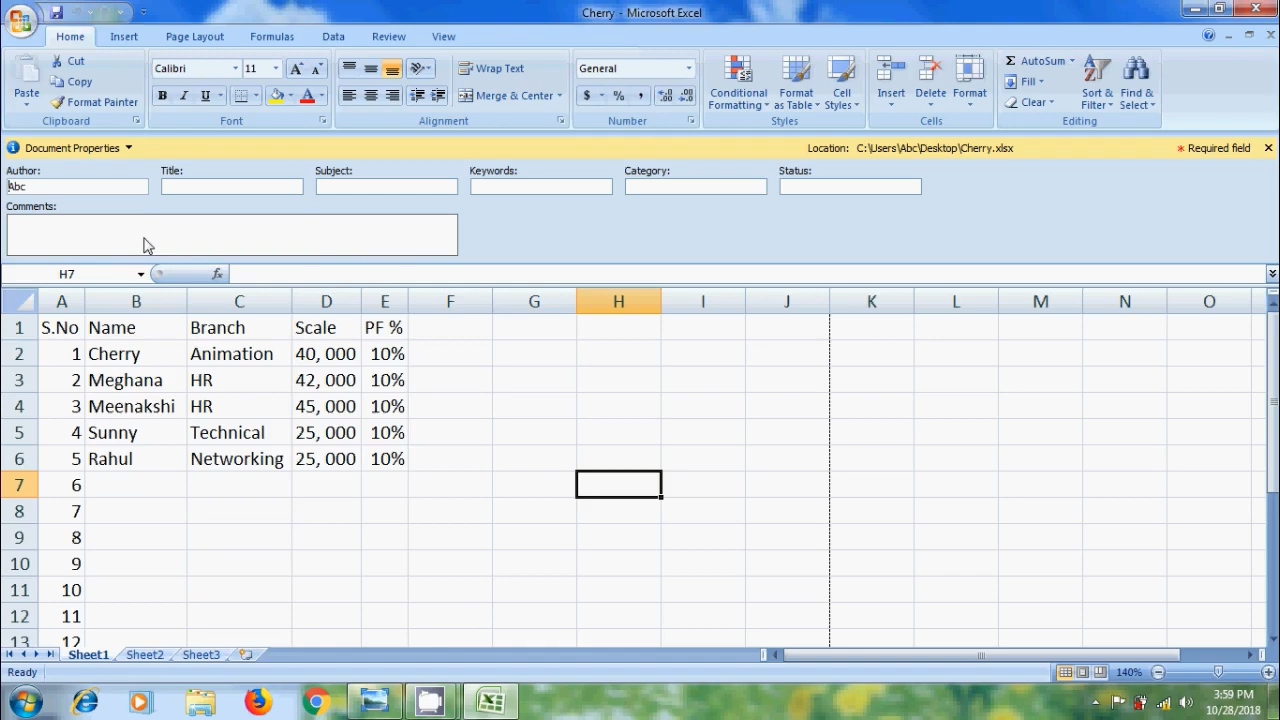 Cherry - Microsoft Excel
Home Insert Page Layout Formulas Data Review View
Paste
Cut
Copy
Format Painter
Clipboard
Calibri 11
B I U
Font
Wrap Text
Merge & Center
Alignment
General
$ % ,
Number
Conditional Formatting
Format as Table
Cell Styles
Styles
Insert
Delete
Format
Cells
Σ AutoSum
Fill
Clear
Sort & Filter
Find & Select
Editing
Document Properties Location: C:\Users\Abc\Desktop\Cherry.xlsx * Required field
Author: Title: Subject: Keywords: Category: Status:
Abc
Comments:
H7 fx
A B C D E F G H I J K L M N O
1 S.No Name Branch Scale PF %
2 1 Cherry Animation 40, 000 10%
3 2 Meghana HR 42, 000 10%
4 3 Meenakshi HR 45, 000 10%
5 4 Sunny Technical 25, 000 10%
6 5 Rahul Networking 25, 000 10%
7 6
8 7
9 8
10 9
11 10
12 11
13 12
Sheet1 Sheet2 Sheet3
Ready 140%
3:59 PM
10/28/2018